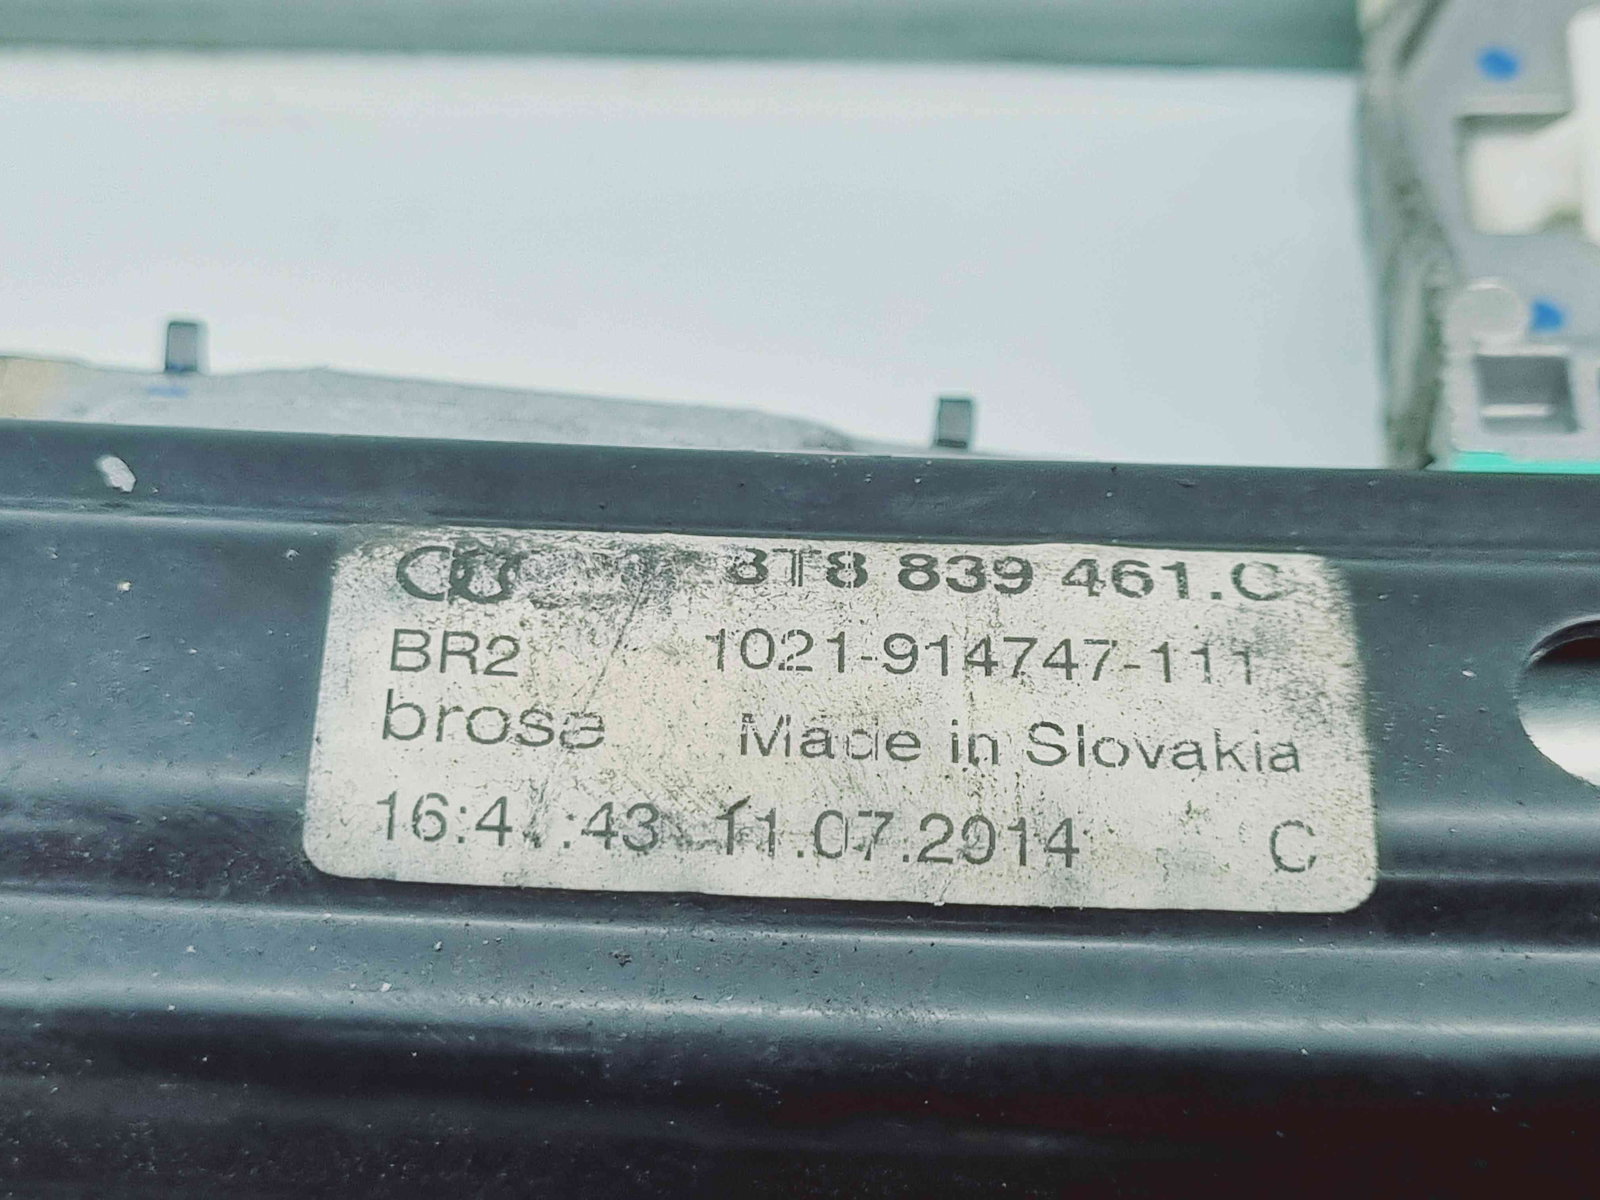 8T8 839 461.C
BR2 1021-914747-111
brose Made in Slovakia
11.07.2014 C